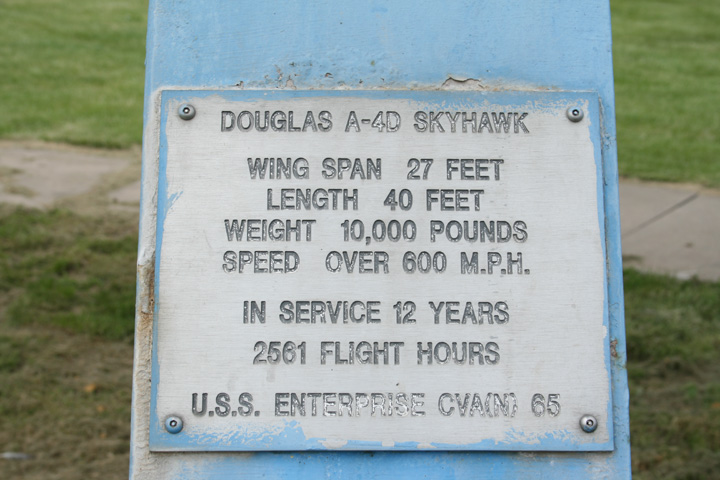 DOUGLAS A-4D SKYHAWK
WING SPAN 27 FEET
LENGTH 40 FEET
WEIGHT 10,000 POUNDS
SPEED OVER 600 M.P.H.
IN SERVICE 12 YEARS
2561 FLIGHT HOURS
U.S.S. ENTERPRISE CVA(N) 65